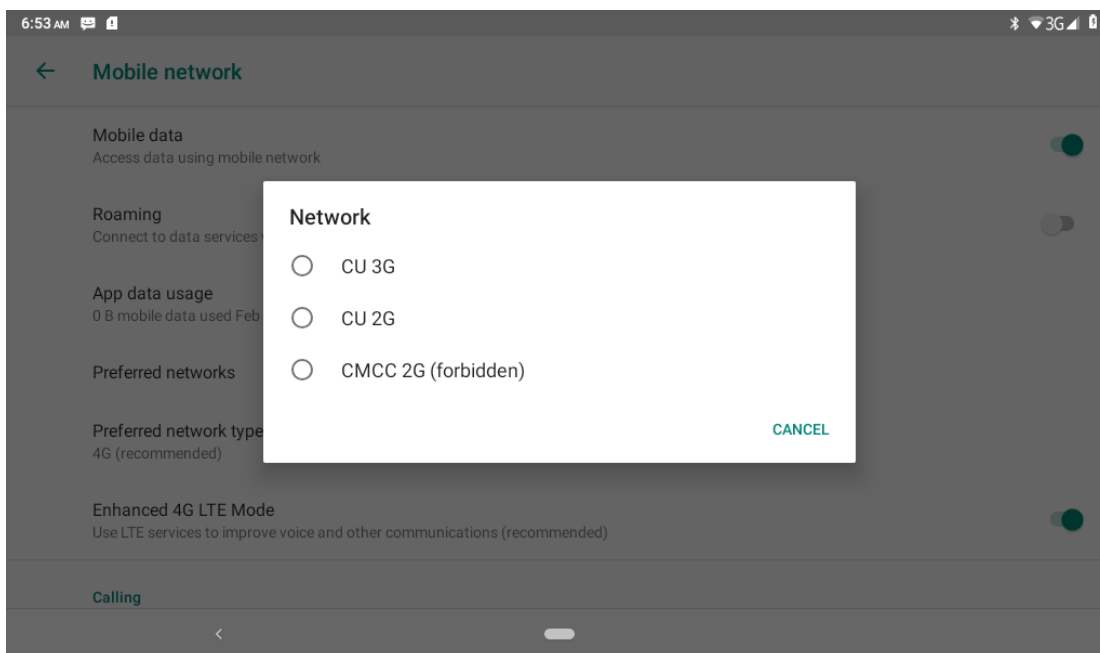 6:53 AM
3G
Mobile network
Mobile data
Access data using mobile network
Roaming
Connect to data services
App data usage
0 B mobile data used Feb
Preferred networks
Preferred network type
4G (recommended)
Enhanced 4G LTE Mode
Use LTE services to improve voice and other communications (recommended)
Calling
Network
CU 3G
CU 2G
CMCC 2G (forbidden)
CANCEL